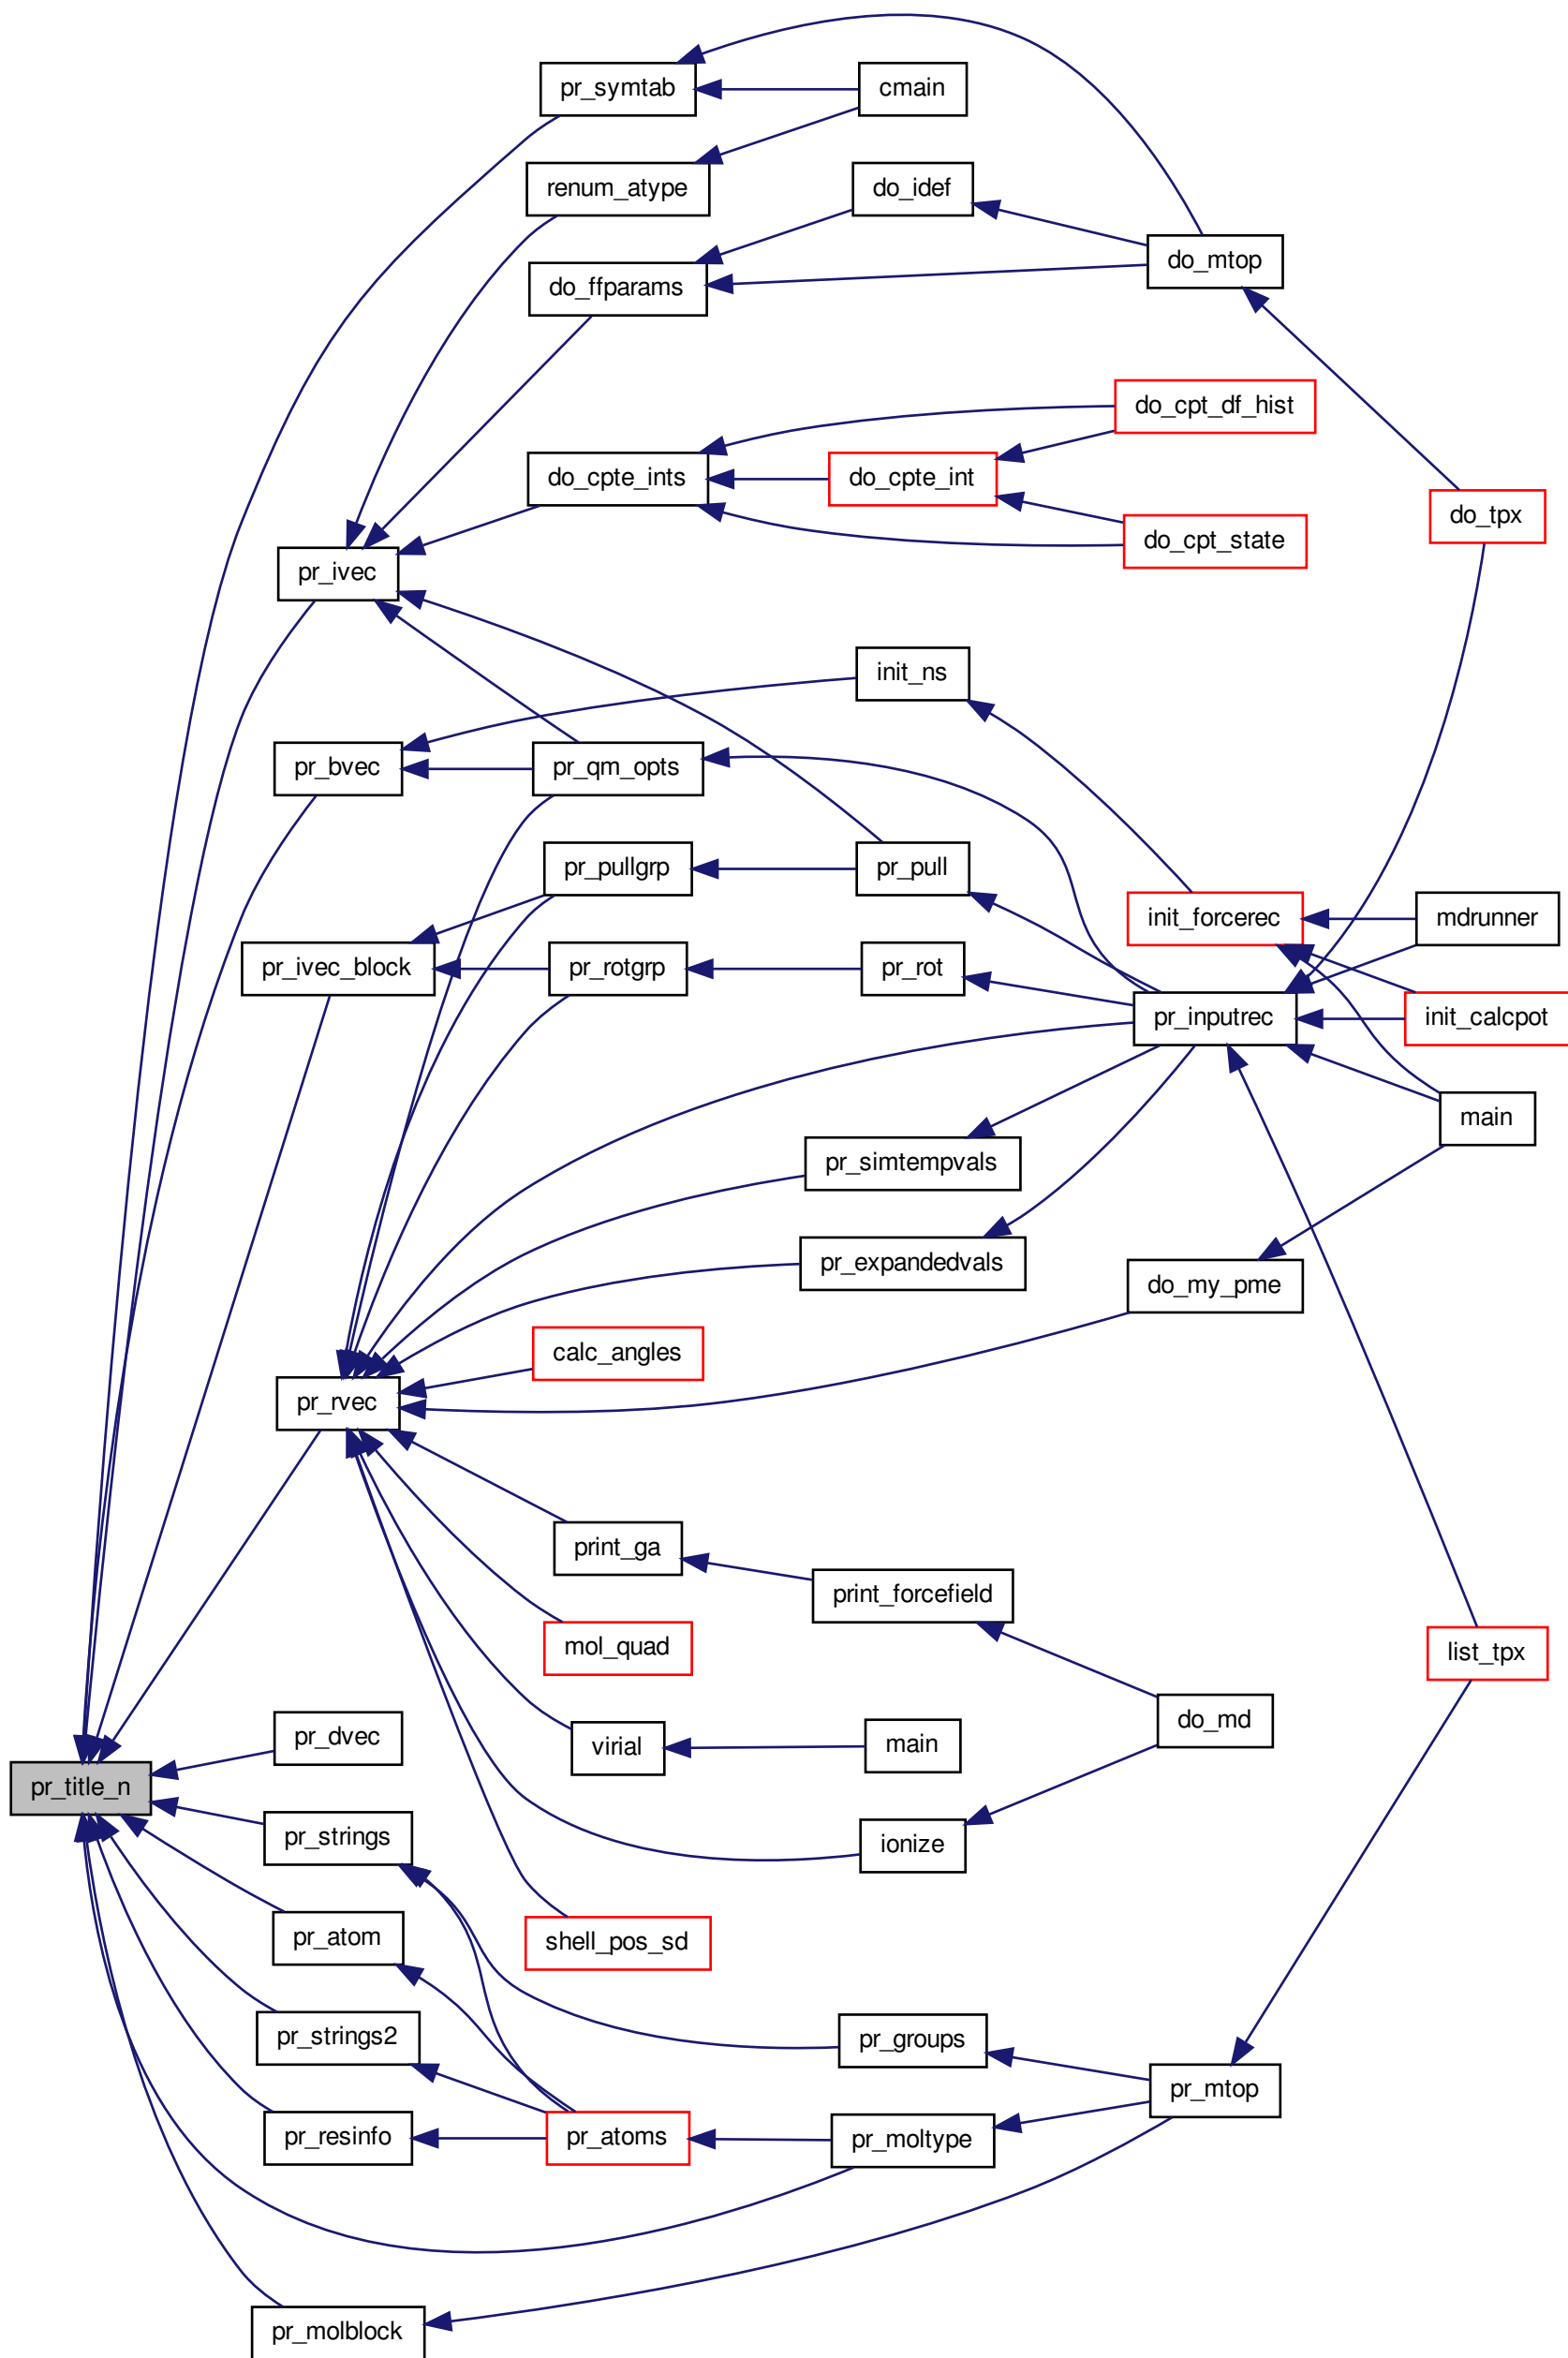 pr_symtab
cmain
renum_atype
do_idef
do_mtop
do_ffparams
do_cpt_df_hist
do_cpte_ints
do_cpte_int
do_tpx
do_cpt_state
pr_ivec
init_ns
pr_bvec
pr_qm_opts
pr_pullgrp
pr_pull
init_forcerec
mdrunner
pr_ivec_block
pr_rotgrp
pr_rot
pr_inputrec
init_calcpot
main
pr_simtempvals
pr_expandedvals
do_my_pme
calc_angles
pr_rvec
print_ga
print_forcefield
mol_quad
list_tpx
do_md
pr_dvec
virial
main
pr_title_n
pr_strings
ionize
pr_atom
shell_pos_sd
pr_strings2
pr_groups
pr_mtop
pr_resinfo
pr_atoms
pr_moltype
pr_molblock